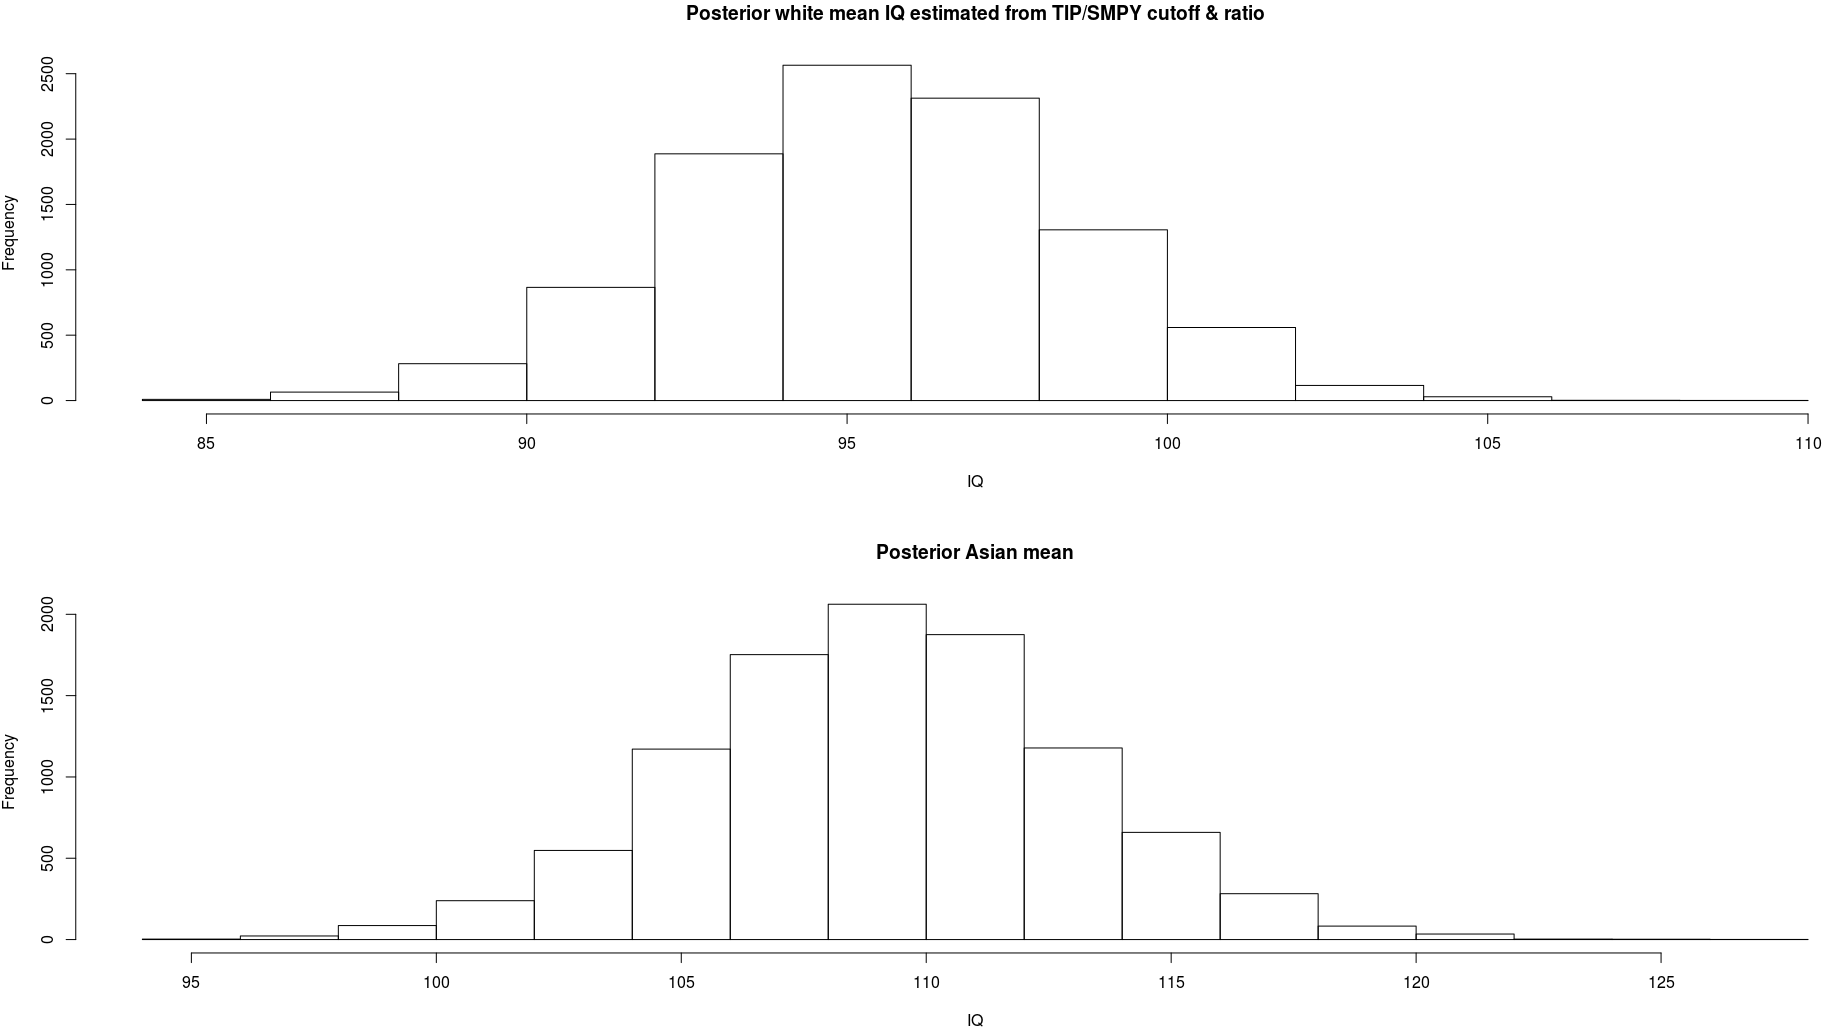 Posterior white mean IQ estimated from TIP/SMPY cutoff & ratio
Frequency
2500
2000
1500
1000
500
0
85 90 95 100 105 110
IQ
Posterior Asian mean
Frequency
2000
1500
1000
500
0
95 100 105 110 115 120 125
IQ